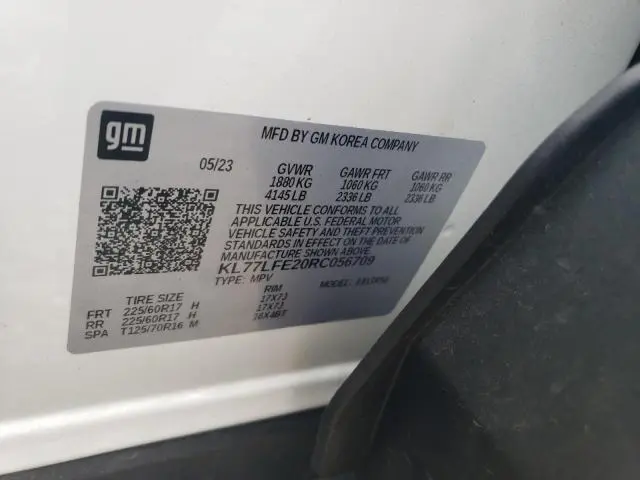 gm
MFD BY GM KOREA COMPANY
05/23 GVWR GAWR FRT GAWR RR
1880 KG 1060 KG 1060 KG
4145 LB 2336 LB 2336 LB
THIS VEHICLE CONFORMS TO ALL
APPLICABLE U.S. FEDERAL MOTOR
VEHICLE SAFETY AND THEFT PREVENTION
STANDARDS IN EFFECT ON THE DATE OF
MANUFACTURE SHOWN ABOVE.
KL77LFE20RC056709
TYPE: MPV MODEL:
TIRE SIZE RIM
FRT 225/60R17 H 17X7J
RR 225/60R17 H 17X7J
SPA T125/70R16 M 16X4BT